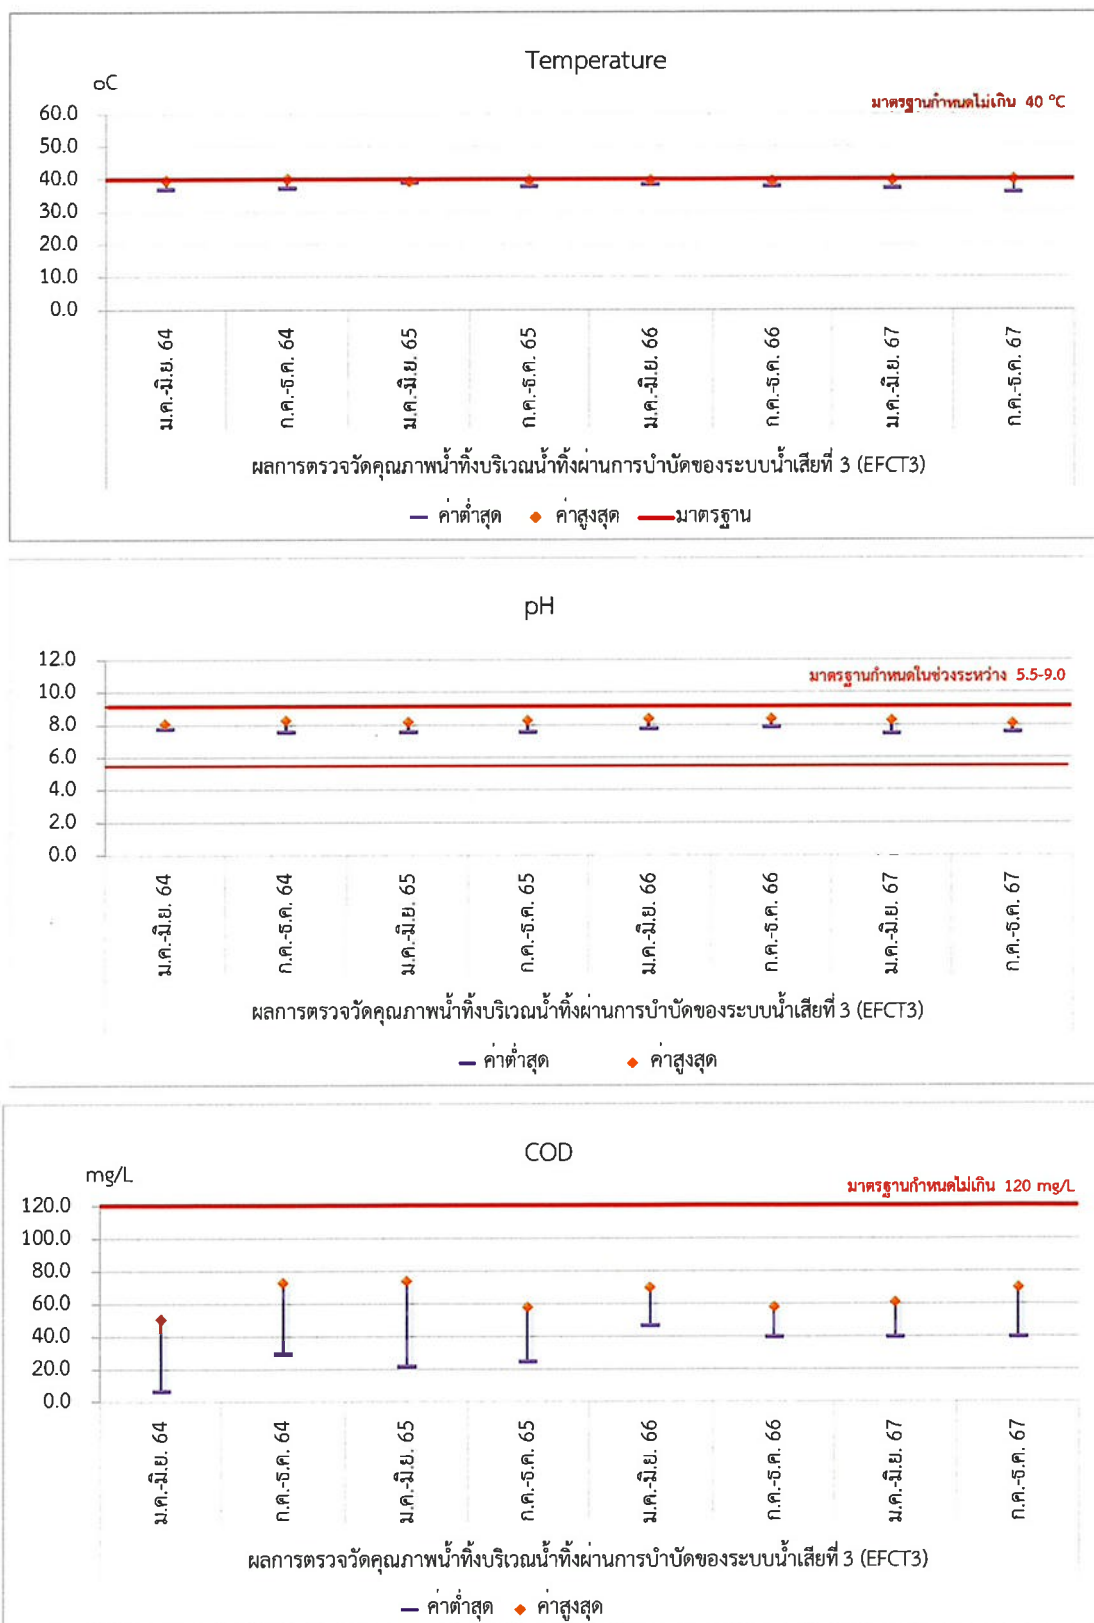 Temperature
oC
มาตรฐานกำหนดไม่เกิน 40 °C
60.0
50.0
40.0
30.0
20.0
10.0
0.0
ม.ค.-มิ.ย. 64
ก.ค.-ธ.ค. 64
ม.ค.-มิ.ย. 65
ก.ค.-ธ.ค. 65
ม.ค.-มิ.ย. 66
ก.ค.-ธ.ค. 66
ม.ค.-มิ.ย. 67
ก.ค.-ธ.ค. 67
ผลการตรวจวัดคุณภาพน้ำทิ้งบริเวณน้ำทิ้งผ่านการบำบัดของระบบน้ำเสียที่ 3 (EFCT3)
ค่าต่ำสุด ค่าสูงสุด มาตรฐาน
pH
มาตรฐานกำหนดในช่วงระหว่าง 5.5-9.0
12.0
10.0
8.0
6.0
4.0
2.0
0.0
ม.ค.-มิ.ย. 64
ก.ค.-ธ.ค. 64
ม.ค.-มิ.ย. 65
ก.ค.-ธ.ค. 65
ม.ค.-มิ.ย. 66
ก.ค.-ธ.ค. 66
ม.ค.-มิ.ย. 67
ก.ค.-ธ.ค. 67
ผลการตรวจวัดคุณภาพน้ำทิ้งบริเวณน้ำทิ้งผ่านการบำบัดของระบบน้ำเสียที่ 3 (EFCT3)
ค่าต่ำสุด ค่าสูงสุด
COD
mg/L
มาตรฐานกำหนดไม่เกิน 120 mg/L
120.0
100.0
80.0
60.0
40.0
20.0
0.0
ม.ค.-มิ.ย. 64
ก.ค.-ธ.ค. 64
ม.ค.-มิ.ย. 65
ก.ค.-ธ.ค. 65
ม.ค.-มิ.ย. 66
ก.ค.-ธ.ค. 66
ม.ค.-มิ.ย. 67
ก.ค.-ธ.ค. 67
ผลการตรวจวัดคุณภาพน้ำทิ้งบริเวณน้ำทิ้งผ่านการบำบัดของระบบน้ำเสียที่ 3 (EFCT3)
ค่าต่ำสุด ค่าสูงสุด